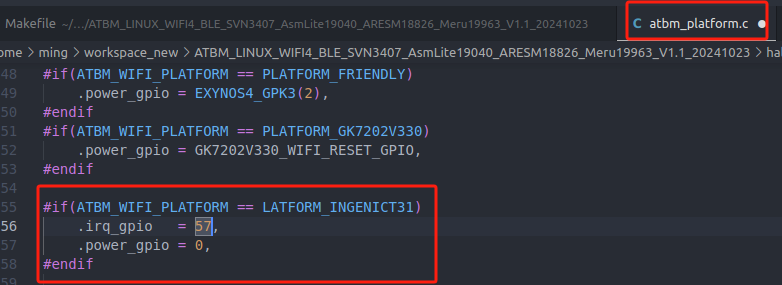 Makefile ~/.../ATBM_LINUX_WIFI4_BLE_SVN3407_AsmLite19040_ARESM18826_Meru19963_V1.1_20241023
C atbm_platform.c
ome > ming > workspace_new > ATBM_LINUX_WIFI4_BLE_SVN3407_AsmLite19040_ARESM18826_Meru19963_V1.1_20241023 > hal
48 #if(ATBM_WIFI_PLATFORM == PLATFORM_FRIENDLY)
49 .power_gpio = EXYNOS4_GPK3(2),
50 #endif
51 #if(ATBM_WIFI_PLATFORM == PLATFORM_GK7202V330)
52 .power_gpio = GK7202V330_WIFI_RESET_GPIO,
53 #endif
54
55 #if(ATBM_WIFI_PLATFORM == LATFORM_INGENICT31)
56 .irq_gpio = 57,
57 .power_gpio = 0,
58 #endif
59